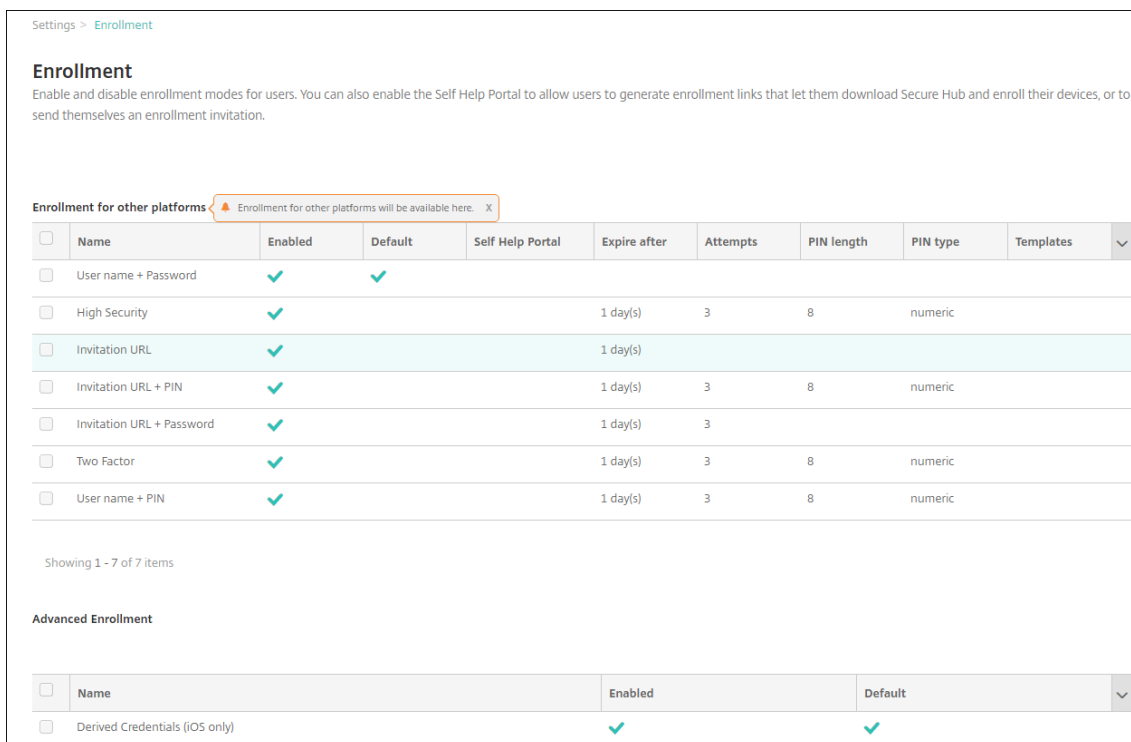 Settings > Enrollment
Enrollment
Enable and disable enrollment modes for users. You can also enable the Self Help Portal to allow users to generate enrollment links that let them download Secure Hub and enroll their devices, or to
send themselves an enrollment invitation.
Enrollment for other platforms Enrollment for other platforms will be available here. X
Name Enabled Default Self Help Portal Expire after Attempts PIN length PIN type Templates
User name + Password
High Security 1 day(s) 3 8 numeric
Invitation URL 1 day(s)
Invitation URL + PIN 1 day(s) 3 8 numeric
Invitation URL + Password 1 day(s) 3
Two Factor 1 day(s) 3 8 numeric
User name + PIN 1 day(s) 3 8 numeric
Showing 1 - 7 of 7 items
Advanced Enrollment
Name Enabled Default
Derived Credentials (iOS only)